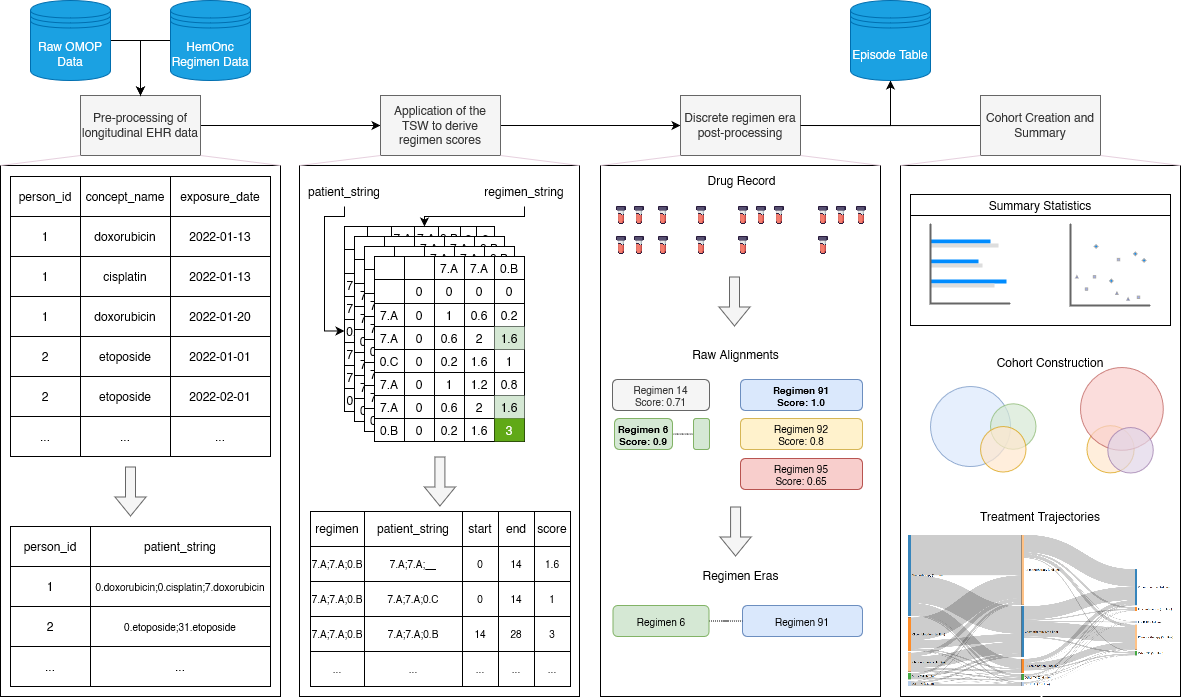 Raw OMOP
Data
HemOnc
Regimen Data
Episode Table
Pre-processing of
longitudinal EHR data
Application of the
TSW to derive
regimen scores
Discrete regimen era
post-processing
Cohort Creation and
Summary
person_id concept_name exposure_date
1 doxorubicin 2022-01-13
1 cisplatin 2022-01-13
1 doxorubicin 2022-01-20
2 etoposide 2022-01-01
2 etoposide 2022-02-01
... ... ...
person_id patient_string
1 0.doxorubicin;0.cisplatin;7.doxorubicin
2 0.etoposide;31.etoposide
... ...
patient_string regimen_string
7.A 7.A 0.B
0 0 0 0
7.A 0 1 0.6 0.2
7.A 0 0.6 2 1.6
0.C 0 0.2 1.6 1
7.A 0 1 1.2 0.8
7.A 0 0.6 2 1.6
0.B 0 0.2 1.6 3
regimen patient_string start end score
7.A;7.A;0.B 7.A;7.A;__ 0 14 1.6
7.A;7.A;0.B 7.A;7.A;0.C 0 14 1
7.A;7.A;0.B 7.A;7.A;0.B 14 28 3
... ... ... ... ...
Drug Record
Raw Alignments
Regimen 14
Score: 0.71
Regimen 91
Score: 1.0
Regimen 6
Score: 0.9
Regimen 92
Score: 0.8
Regimen 95
Score: 0.65
Regimen Eras
Regimen 6
Regimen 91
Summary Statistics
Cohort Construction
Treatment Trajectories